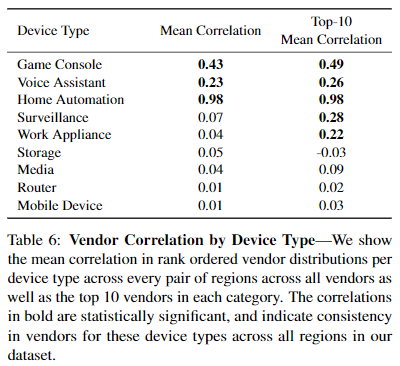 Device Type Mean Correlation Top-10
Mean Correlation
Game Console 0.43 0.49
Voice Assistant 0.23 0.26
Home Automation 0.98 0.98
Surveillance 0.07 0.28
Work Appliance 0.04 0.22
Storage 0.05 -0.03
Media 0.04 0.09
Router 0.01 0.02
Mobile Device 0.01 0.03
Table 6: Vendor Correlation by Device Type—We show
the mean correlation in rank ordered vendor distributions per
device type across every pair of regions across all vendors as
well as the top 10 vendors in each category. The correlations
in bold are statistically significant, and indicate consistency
in vendors for these device types across all regions in our
dataset.